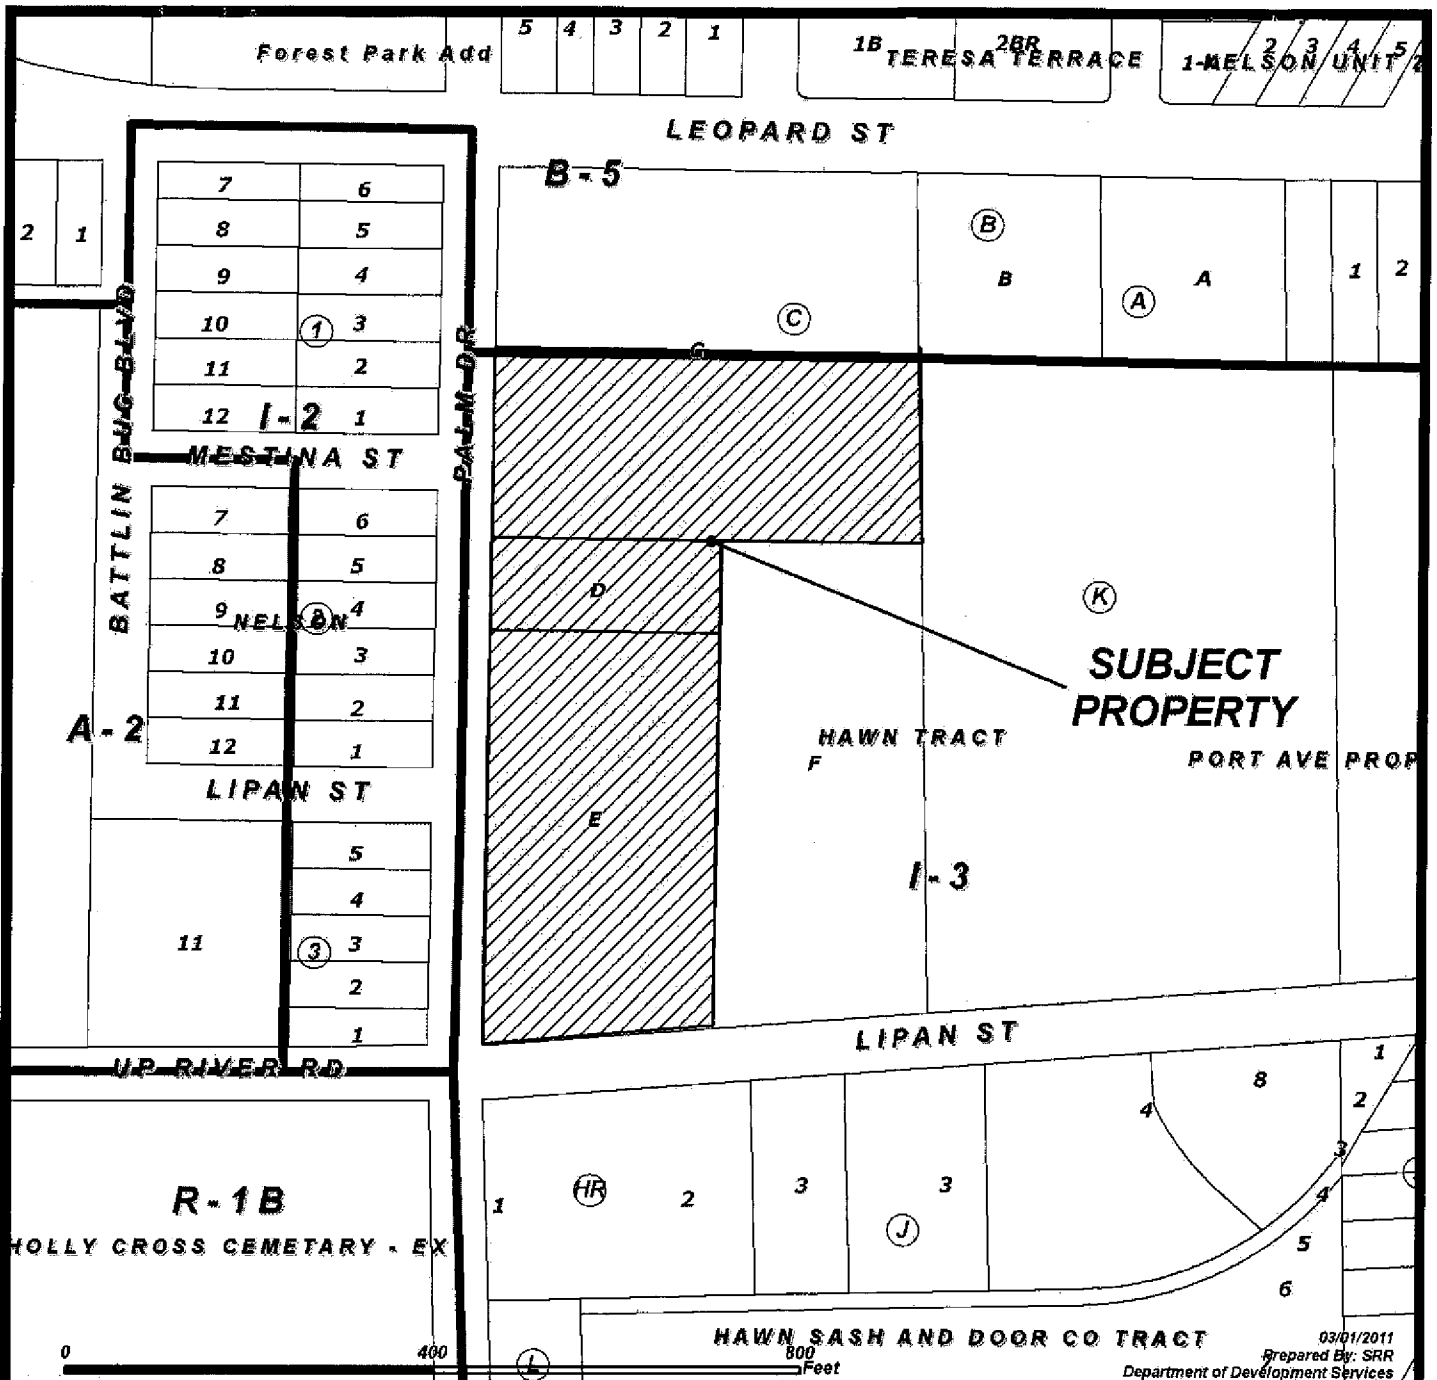 5 4 3 2 1
Forest Park Add
1B 2BR
TERESA TERRACE
2 3 4 5
NELSON UNIT 2
LEOPARD ST
B - 5
2 1
7 6
8 5
9 4
10 3
11 2
12 1
1
I - 2
BATTLIN BUG BLVD
PALM DR
MESTINA ST
B
B
A
A
1 2
C
G
7 6
8 5
9 4
NELSON
10 3
11 2
12 1
A - 2
LIPAN ST
D
K
SUBJECT
PROPERTY
HAWN TRACT
F
PORT AVE PROP
E
I - 3
5
4
11
3
3
2
1
LIPAN ST
UP RIVER RD
R - 1B
HOLLY CROSS CEMETARY - EX
1
HR
2
3
3
J
4
8
1
2
3
4
5
6
HAWN SASH AND DOOR CO TRACT
L
0 400 800
Feet
03/01/2011
Prepared By: SRR
Department of Development Services